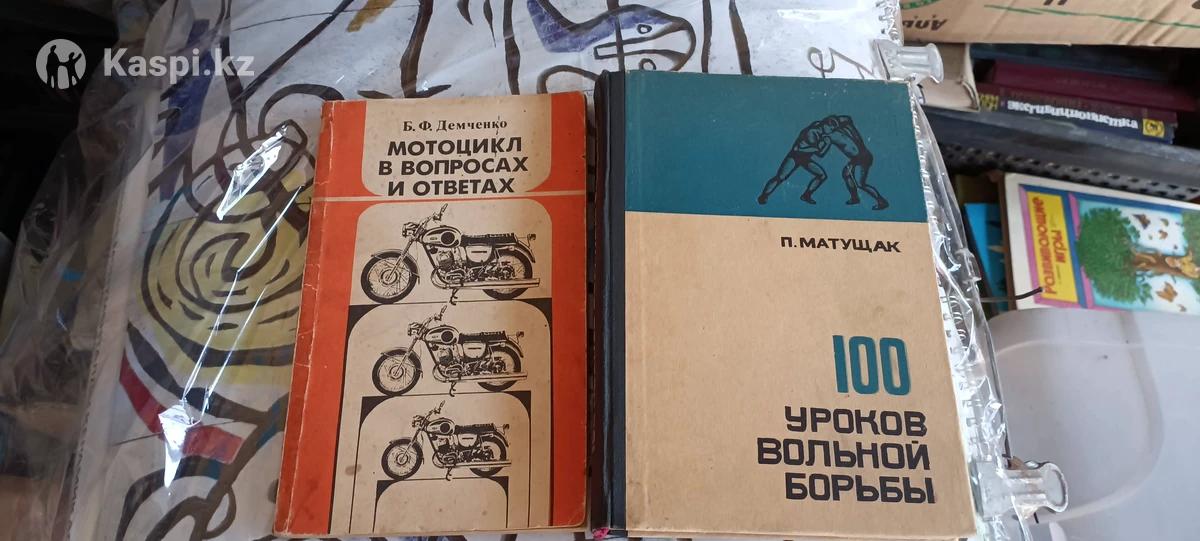 Kaspi.kz
Б. Ф. Демченко
МОТОЦИКЛ
В ВОПРОСАХ
И ОТВЕТАХ
П. МАТУЩАК
100
УРОКОВ
ВОЛЬНОЙ
БОРЬБЫ
РАЗВИВАЮЩИЕ
ИГРЫ